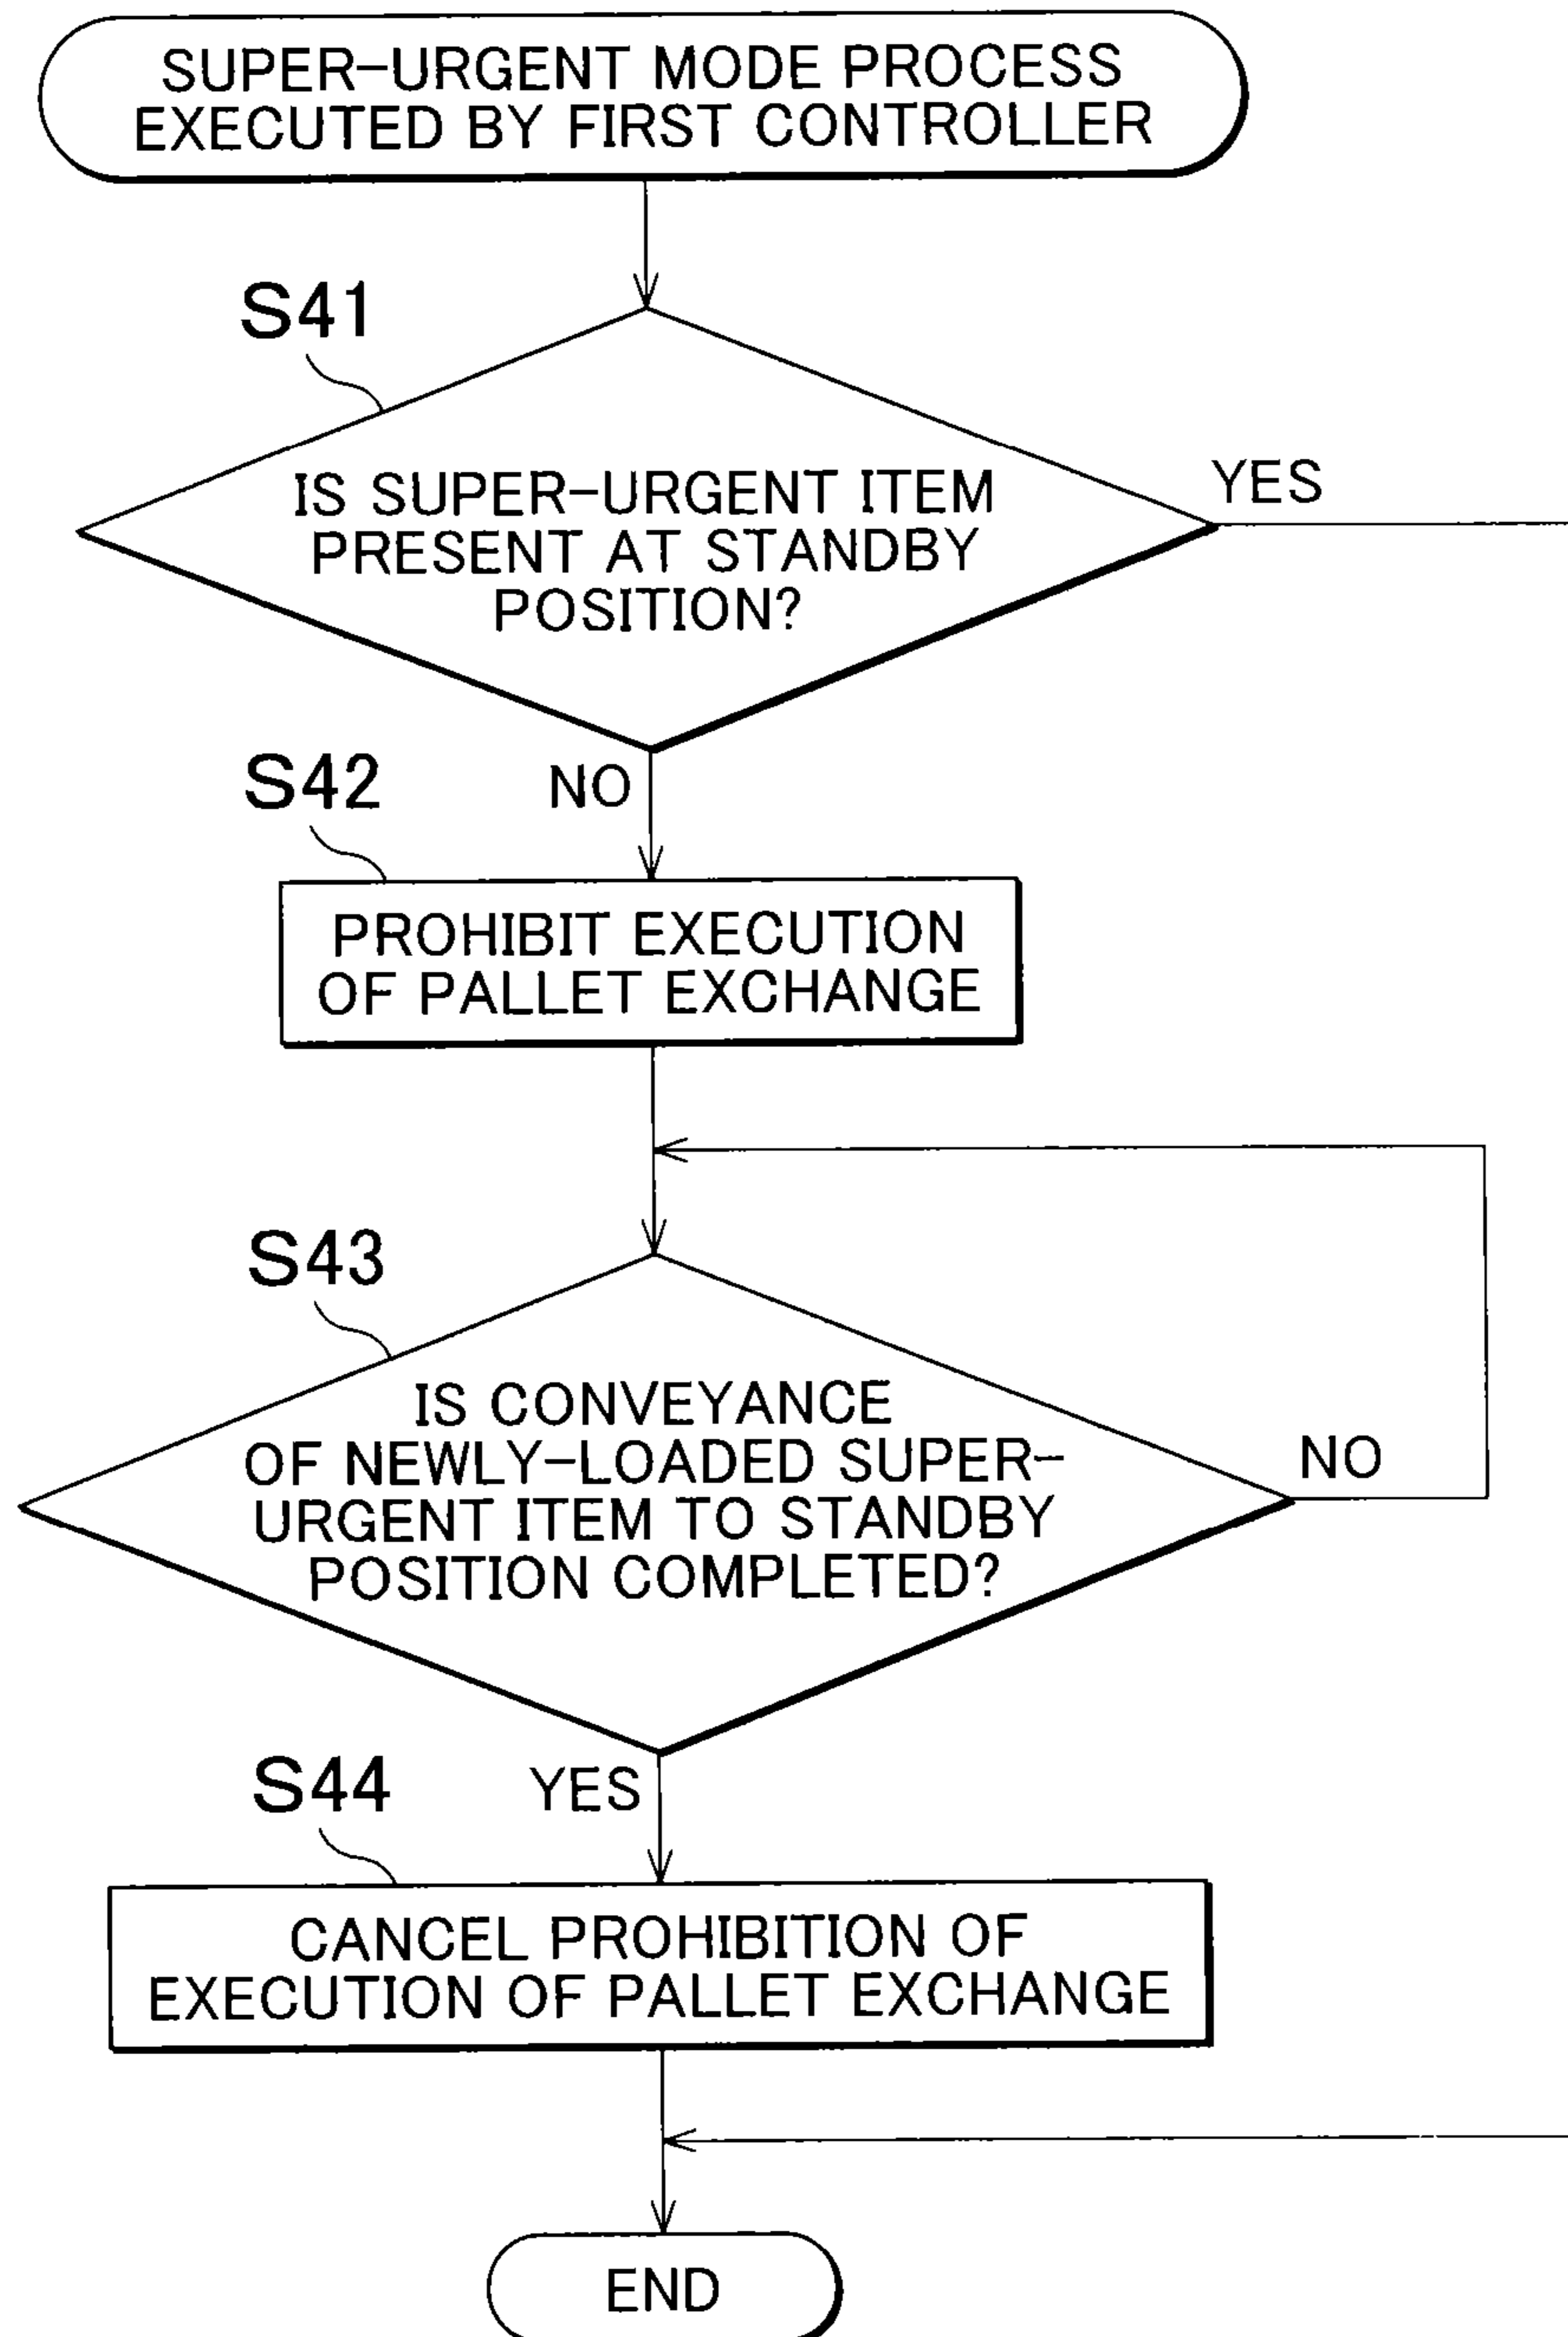 SUPER-URGENT MODE PROCESS
EXECUTED BY FIRST CONTROLLER
S41
IS SUPER-URGENT ITEM
PRESENT AT STANDBY
POSITION?
YES
S42
NO
PROHIBIT EXECUTION
OF PALLET EXCHANGE
S43
IS CONVEYANCE
OF NEWLY-LOADED SUPER-
URGENT ITEM TO STANDBY
POSITION COMPLETED?
NO
S44
YES
CANCEL PROHIBITION OF
EXECUTION OF PALLET EXCHANGE
END